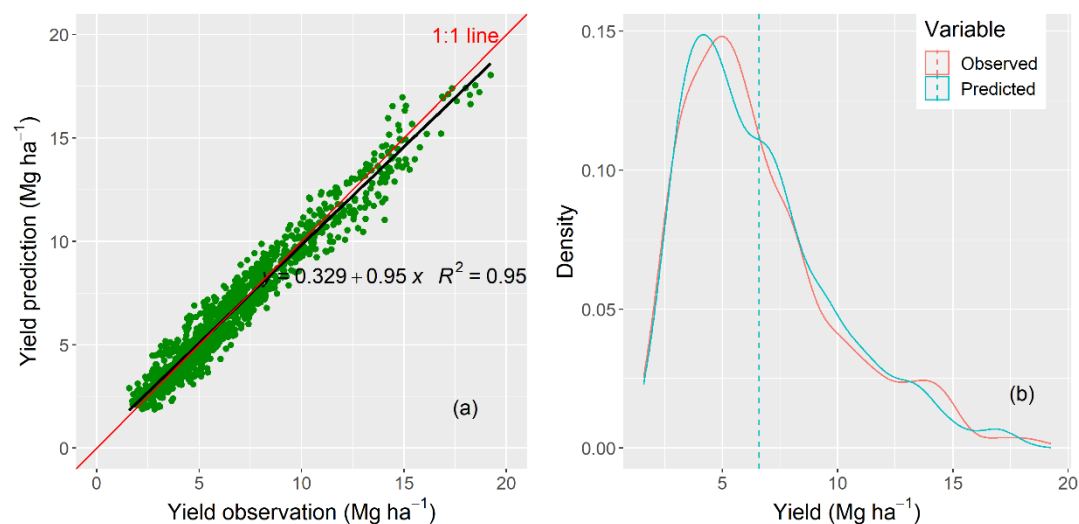 20
15
10
5
0
Yield prediction (Mg ha⁻¹)
1:1 line
= 0.329 + 0.95 x R² = 0.95
(a)
0 5 10 15 20
Yield observation (Mg ha⁻¹)
0.15
0.10
0.05
0.00
Density
Variable
Observed
Predicted
(b)
5 10 15
Yield (Mg ha⁻¹)